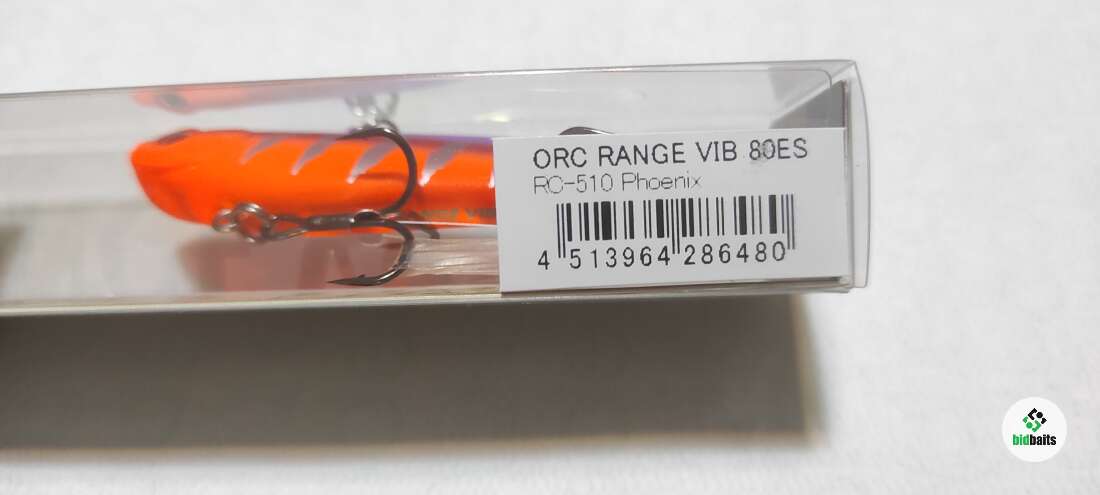 ORC RANGE VIB 80ES
RC-510 Phoenix
4 513964 286480
bidbaits